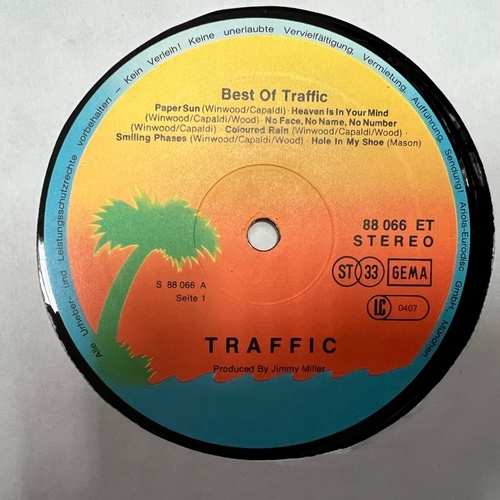 Alle Urheber- und Leistungsschutzrechte vorbehalten – Kein Verleih! Keine unerlaubte Vervielfältigung, Vermietung, Aufführung, Sendung! Ariola-Eurodisc GmbH, München
Best Of Traffic
Paper Sun (Winwood/Capaldi) · Heaven Is In Your Mind
(Winwood/Capaldi/Wood) · No Face, No Name, No Number
(Winwood/Capaldi) · Coloured Rain (Winwood/Capaldi/Wood) ·
Smiling Phases (Winwood/Capaldi/Wood) · Hole In My Shoe (Mason)
88 066 ET
STEREO
ST 33 GEMA
LC 0407
S 88 066 A
Seite 1
TRAFFIC
Produced By Jimmy Miller